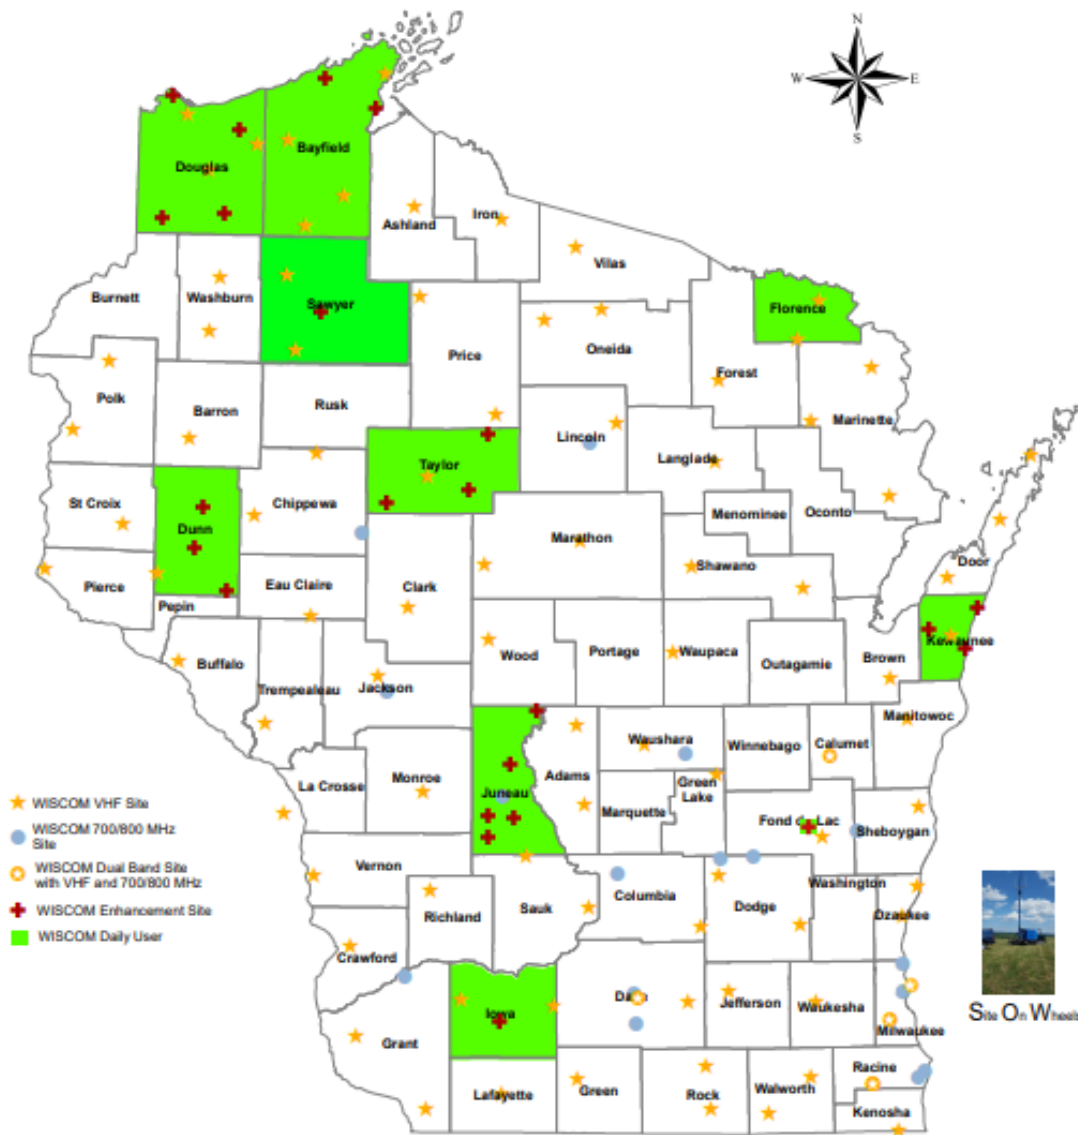 N
W
E
S
Douglas
Bayfield
Ashland
Iron
Vilas
Burnett
Washburn
Sawyer
Florence
Price
Oneida
Forest
Polk
Barron
Rusk
Marinette
Lincoln
Langlade
Taylor
St Croix
Dunn
Chippewa
Menominee
Oconto
Marathon
Shawano
Door
Pierce
Eau Claire
Clark
Pepin
Kewaunee
Buffalo
Wood
Portage
Waupaca
Outagamie
Brown
Trempealeau
Jackson
Manitowoc
Waushara
Winnebago
Calumet
Adams
La Crosse
Monroe
Juneau
Marquette
Green
Lake
Fond du Lac
Sheboygan
WISCOM VHF Site
WISCOM 700/800 MHz
Site
WISCOM Dual Band Site
with VHF and 700/800 MHz
WISCOM Enhancement Site
WISCOM Daily User
Vernon
Richland
Sauk
Columbia
Dodge
Washington
Ozaukee
Crawford
Iowa
Dane
Jefferson
Waukesha
Milwaukee
Grant
Lafayette
Green
Rock
Walworth
Racine
Kenosha
Site On Wheels